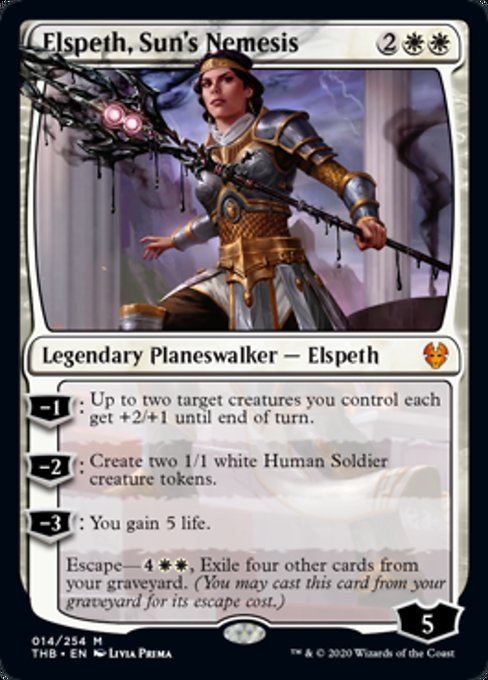 Elspeth, Sun's Nemesis 2
Legendary Planeswalker — Elspeth
-1: Up to two target creatures you control each
get +2/+1 until end of turn.
-2: Create two 1/1 white Human Soldier
creature tokens.
-3: You gain 5 life.
Escape—4, Exile four other cards from
your graveyard. (You may cast this card from your
graveyard for its escape cost.)
5
014/254 M
THB • EN LIVIA PRIMA
™ & © 2020 Wizards of the Coast